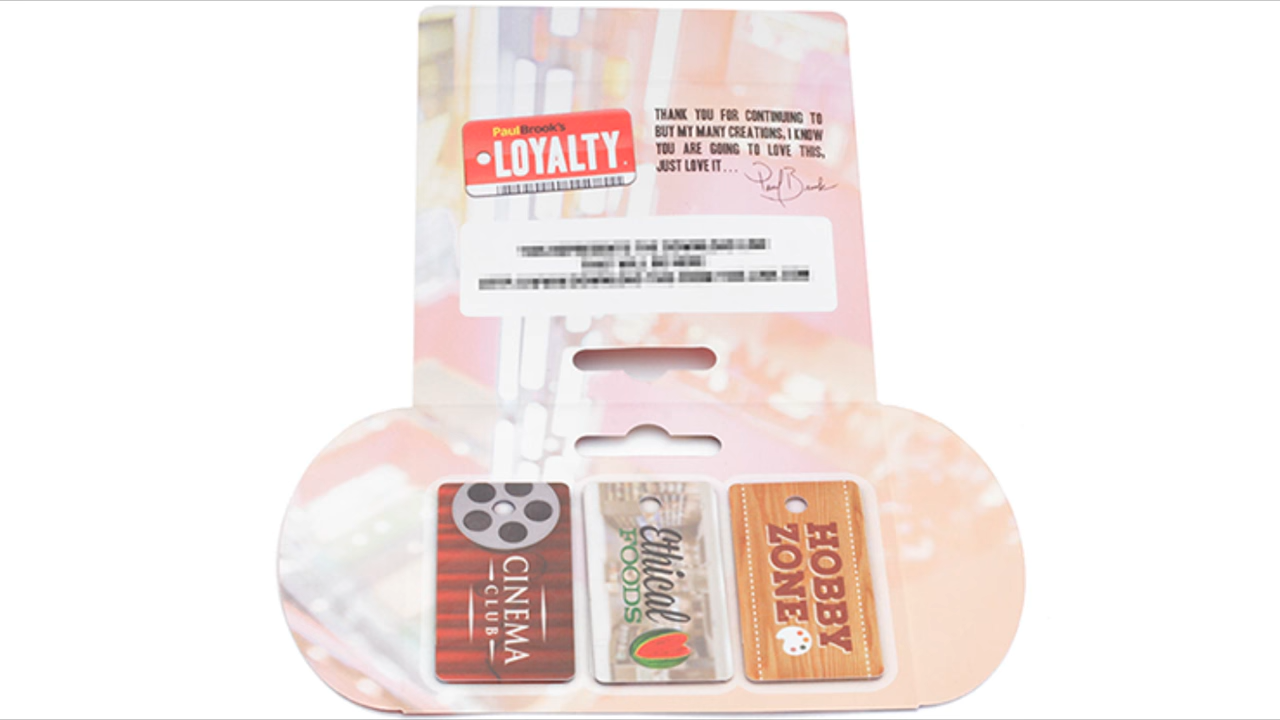 PaulBrook's
LOYALTY
THANK YOU FOR CONTINUING TO
BUY MY MANY CREATIONS, I KNOW
YOU ARE GOING TO LOVE THIS,
JUST LOVE IT...
Paul Brook
CINEMA
CLUB
Ethical
FOODS
HOBBY
ZONE